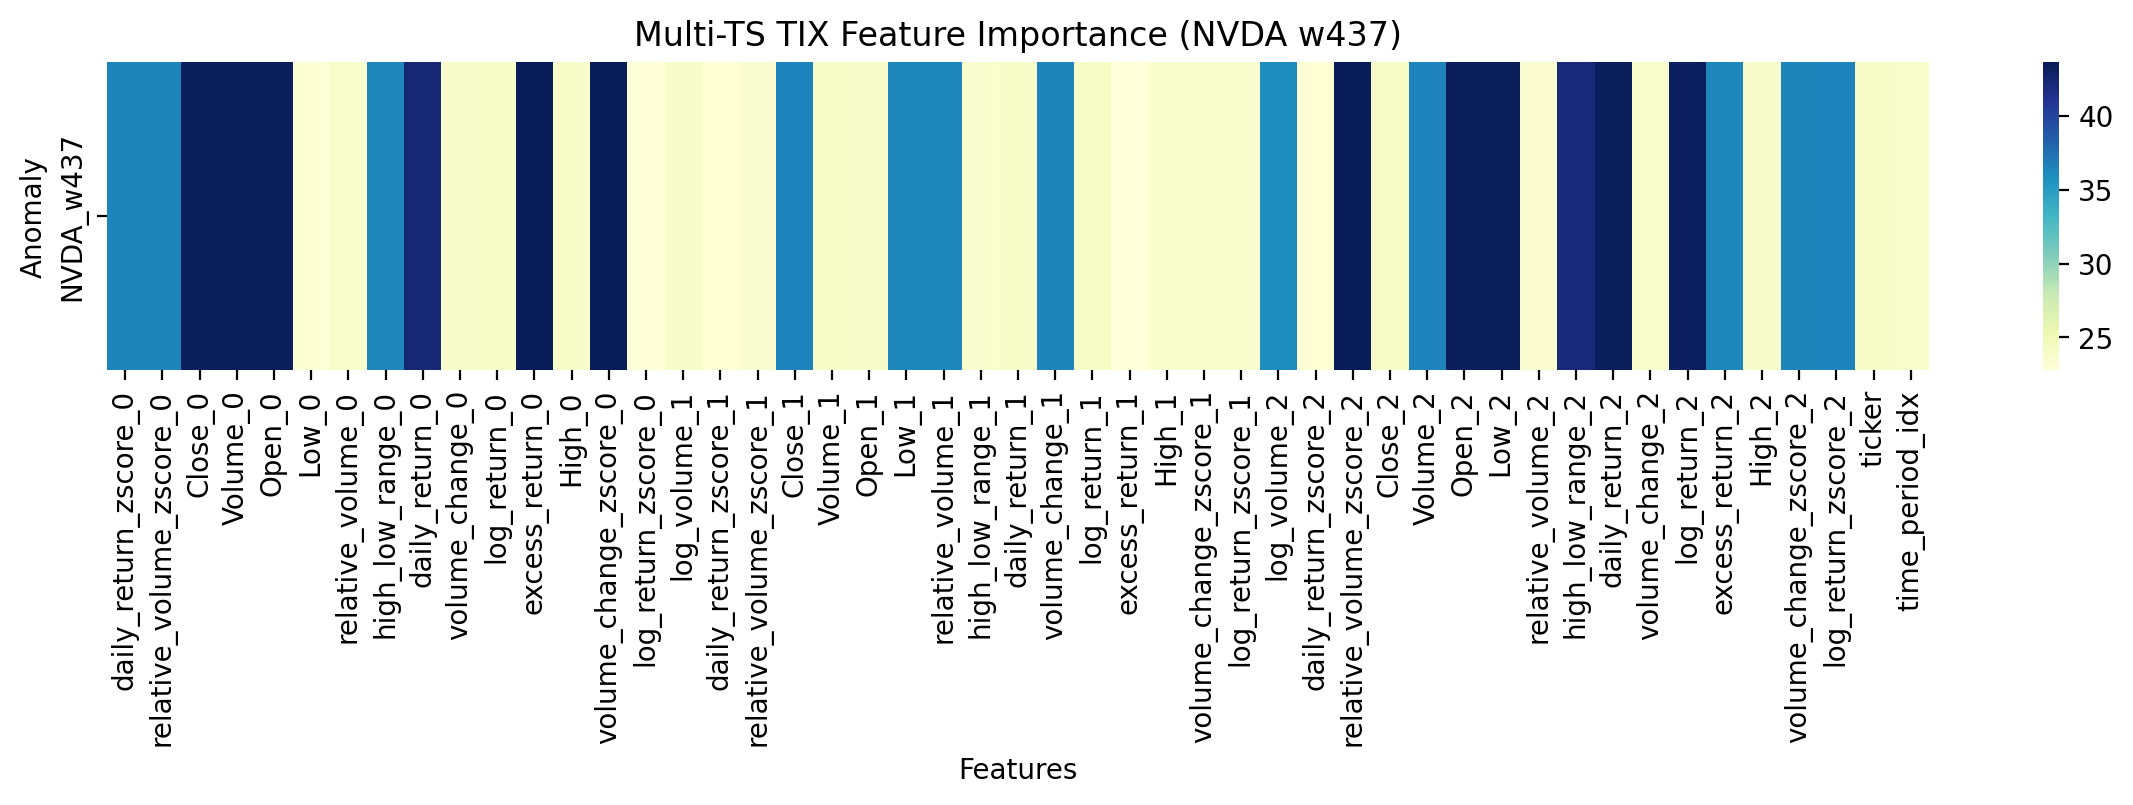 Multi-TS TIX Feature Importance (NVDA w437)
Anomaly
NVDA_w437
40
35
30
25
daily_return_zscore_0
relative_volume_zscore_0
Close_0
Volume_0
Open_0
Low_0
relative_volume_0
high_low_range_0
daily_return_0
volume_change_0
log_return_0
excess_return_0
High_0
volume_change_zscore_0
log_return_zscore_0
log_volume_1
daily_return_zscore_1
relative_volume_zscore_1
Close_1
Volume_1
Open_1
Low_1
relative_volume_1
high_low_range_1
daily_return_1
volume_change_1
log_return_1
excess_return_1
High_1
volume_change_zscore_1
log_return_zscore_1
log_volume_2
daily_return_zscore_2
relative_volume_zscore_2
Close_2
Volume_2
Open_2
Low_2
relative_volume_2
high_low_range_2
daily_return_2
volume_change_2
log_return_2
excess_return_2
High_2
volume_change_zscore_2
log_return_zscore_2
ticker
time_period_idx
Features